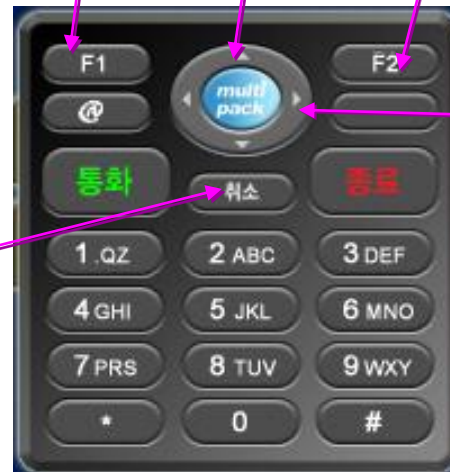 F1
F2
@
multi
pack
통화
취소
종료
1 .QZ
2 ABC
3 DEF
4 GHI
5 JKL
6 MNO
7 PRS
8 TUV
9 WXY
*
0
#